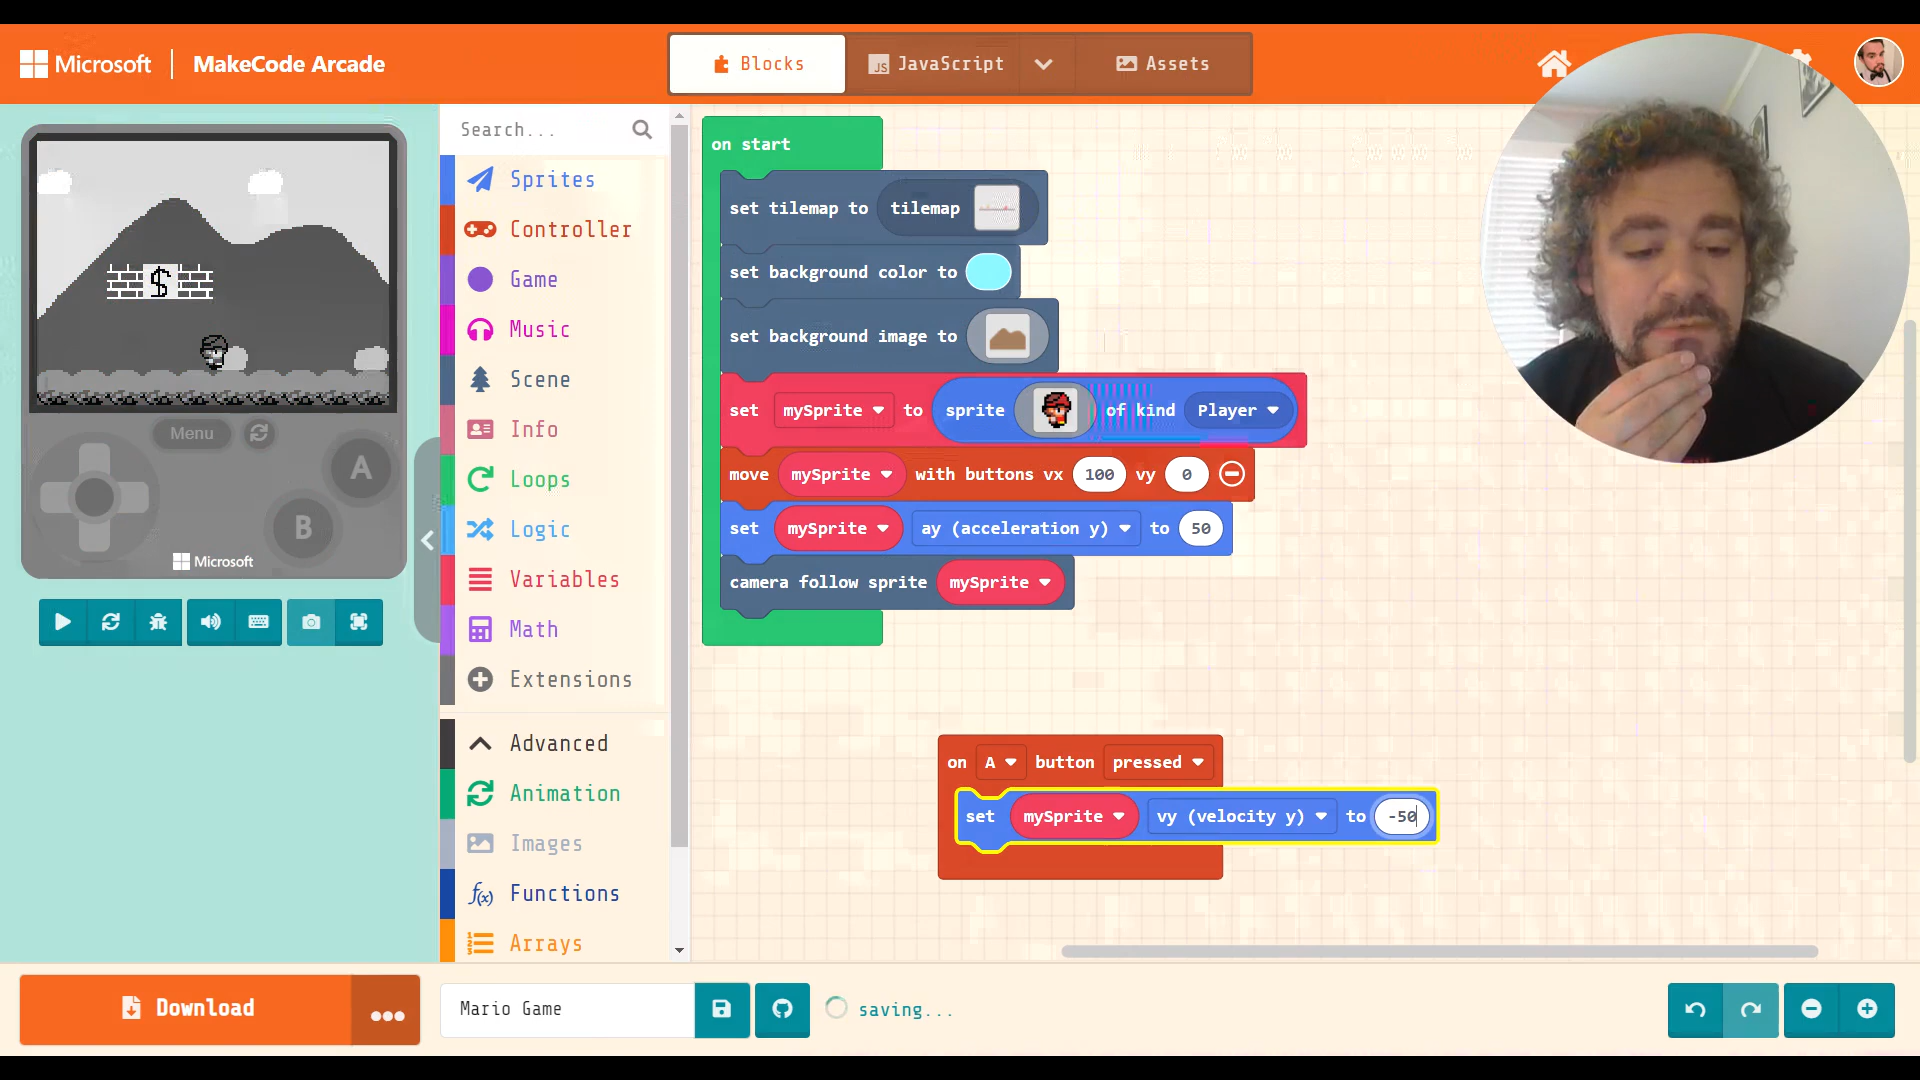 Microsoft
MakeCode Arcade
Blocks
JS JavaScript
Assets
$
Menu
A
B
Microsoft
Search...
Sprites
Controller
Game
Music
Scene
Info
Loops
Logic
Variables
Math
Extensions
Advanced
Animation
Images
f(x) Functions
Arrays
on start
set tilemap to tilemap
set background color to
set background image to
set mySprite to sprite of kind Player
move mySprite with buttons vx 100 vy 0
set mySprite ay (acceleration y) to 50
camera follow sprite mySprite
on A button pressed
set mySprite vy (velocity y) to -50
Download
Mario Game
saving...